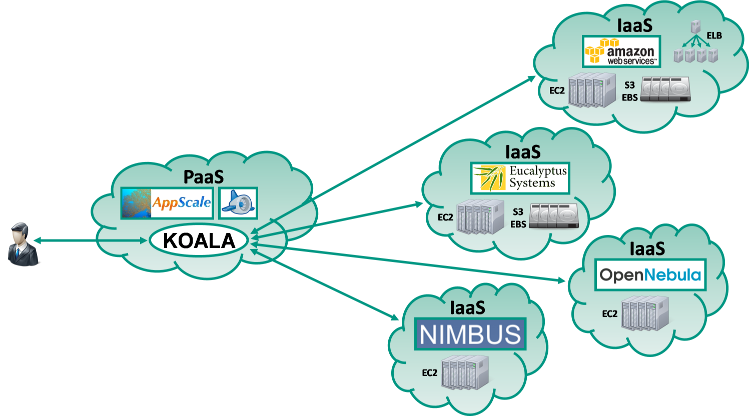 IaaS
amazon
web services™
ELB
EC2
S3
EBS
IaaS
Eucalyptus
Systems
EC2
S3
EBS
PaaS
AppScale
KOALA
IaaS
OpenNebula
EC2
IaaS
NIMBUS
EC2